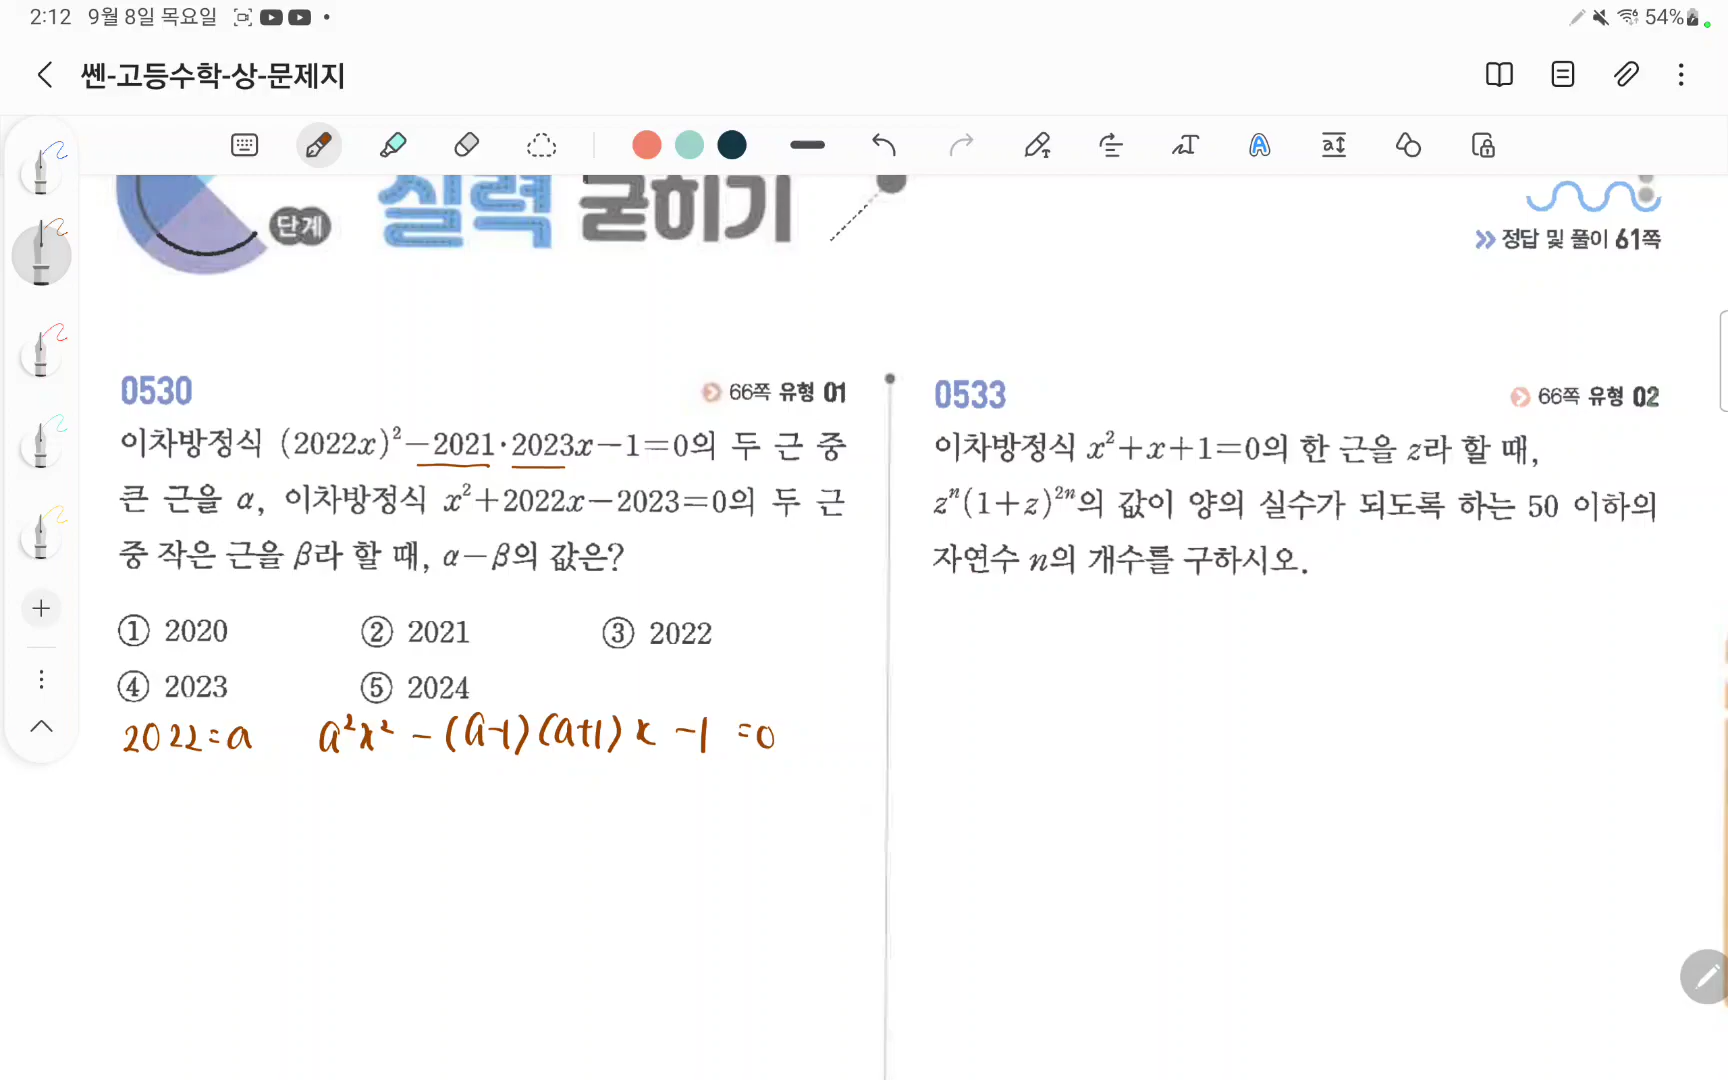 2:12 9월 8일 목요일
54%
쎈-고등수학-상-문제지
단계 실력 굳히기
정답 및 풀이 61쪽
0530
66쪽 유형 01
이차방정식 (2022x)²−2021·2023x−1=0의 두 근 중
큰 근을 α, 이차방정식 x²+2022x−2023=0의 두 근
중 작은 근을 β라 할 때, α−β의 값은?
① 2020 ② 2021 ③ 2022
④ 2023 ⑤ 2024
2022=a a²x² −(a−1)(a+1)x −1 =0
0533
66쪽 유형 02
이차방정식 x²+x+1=0의 한 근을 z라 할 때,
zⁿ(1+z)²ⁿ의 값이 양의 실수가 되도록 하는 50 이하의
자연수 n의 개수를 구하시오.